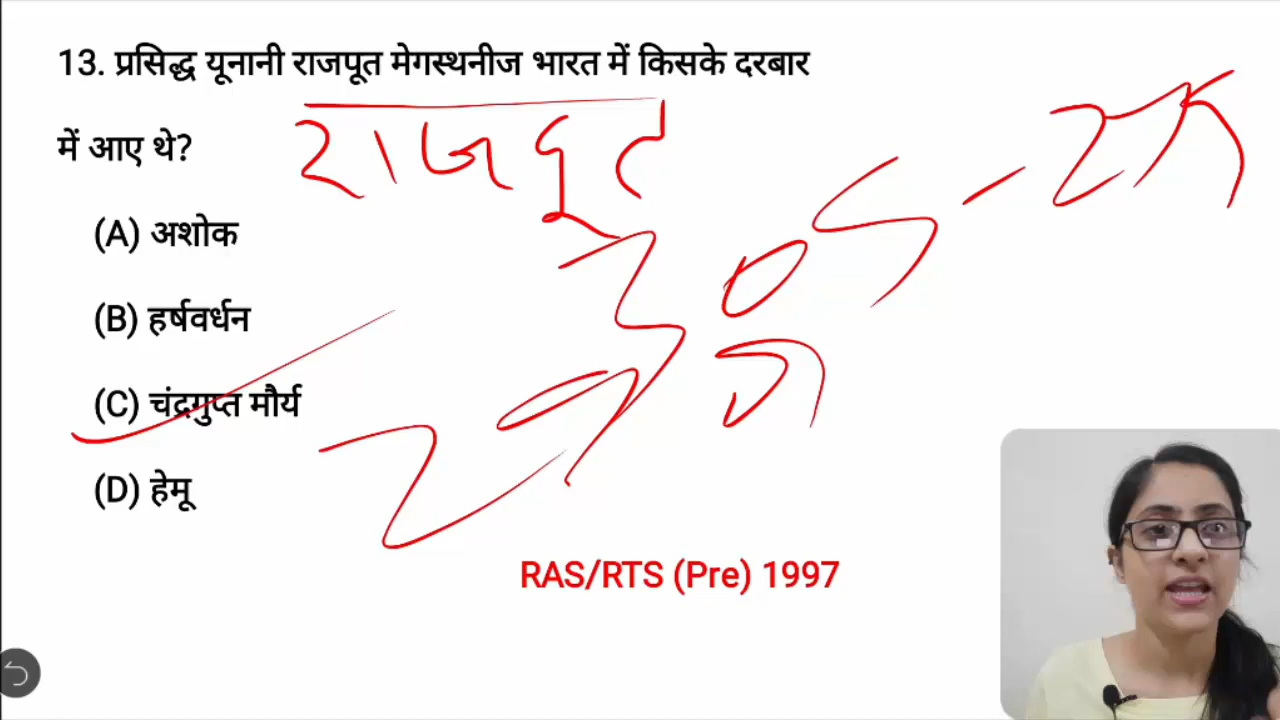 13. प्रसिद्ध यूनानी राजपूत मेगस्थनीज भारत में किसके दरबार
में आए थे?
राजदूत
(A) अशोक
(B) हर्षवर्धन
(C) चंद्रगुप्त मौर्य
(D) हेमू
305 -
RAS/RTS (Pre) 1997